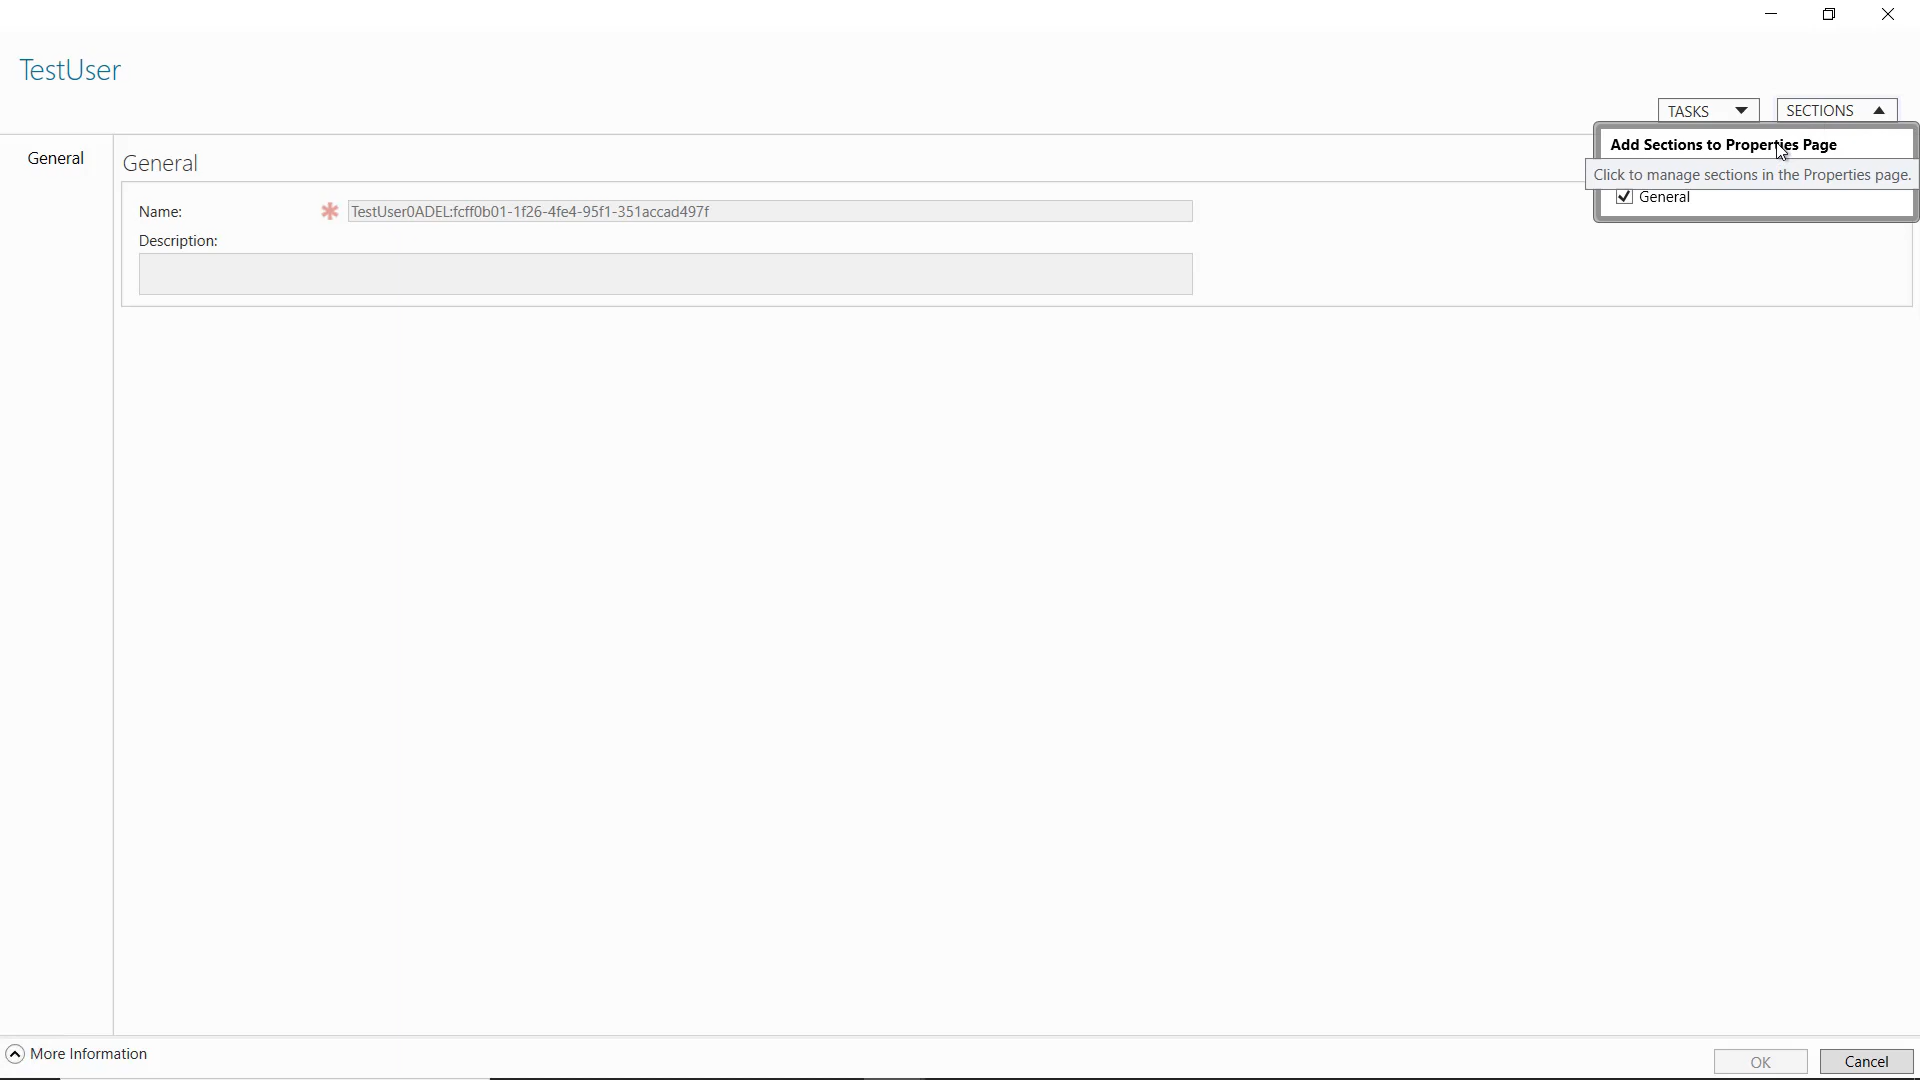 TestUser
TASKS
SECTIONS
Add Sections to Properties Page
Click to manage sections in the Properties page.
General
General
General
Name:
TestUser0ADEL:fcff0b01-1f26-4fe4-95f1-351accad497f
Description:
More Information
OK
Cancel